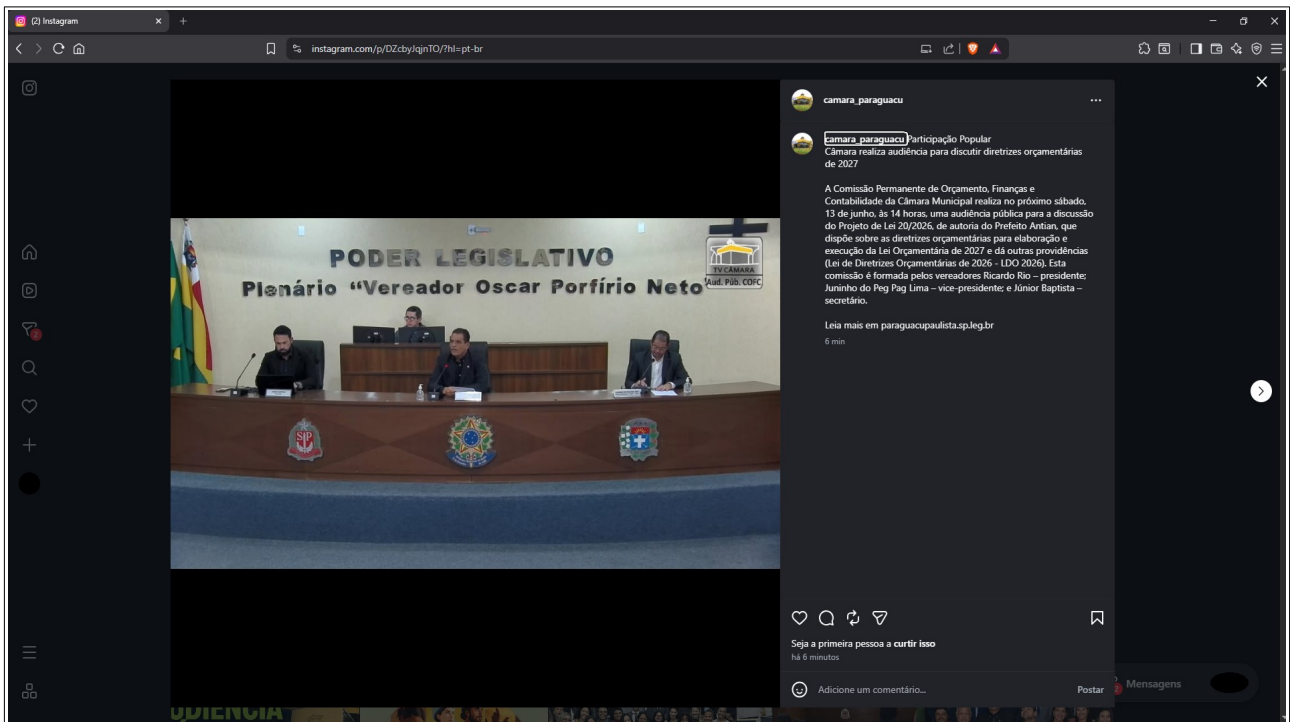 (2) Instagram
instagram.com/p/DZcbyJqjnTO/?hl=pt-br
camara_paraguacu
camara_paraguacu Participação Popular
Câmara realiza audiência para discutir diretrizes orçamentárias
de 2027
A Comissão Permanente de Orçamento, Finanças e
Contabilidade da Câmara Municipal realiza no próximo sábado,
13 de junho, às 14 horas, uma audiência pública para a discussão
do Projeto de Lei 20/2026, de autoria do Prefeito Antian, que
dispõe sobre as diretrizes orçamentárias para elaboração e
execução da Lei Orçamentária de 2027 e dá outras providências
(Lei de Diretrizes Orçamentárias de 2026 - LDO 2026). Esta
comissão é formada pelos vereadores Ricardo Rio – presidente;
Juninho do Peg Pag Lima – vice-presidente; e Júnior Baptista –
secretário.
Leia mais em paraguacupaulista.sp.leg.br
6 min
PODER LEGISLATIVO
Plenário “Vereador Oscar Porfírio Neto
TV CÂMARA
Aud. Púb. COFC
SP
2
Seja a primeira pessoa a curtir isso
há 6 minutos
Adicione um comentário...
Postar
2
Mensagens
UDIÊNCIA